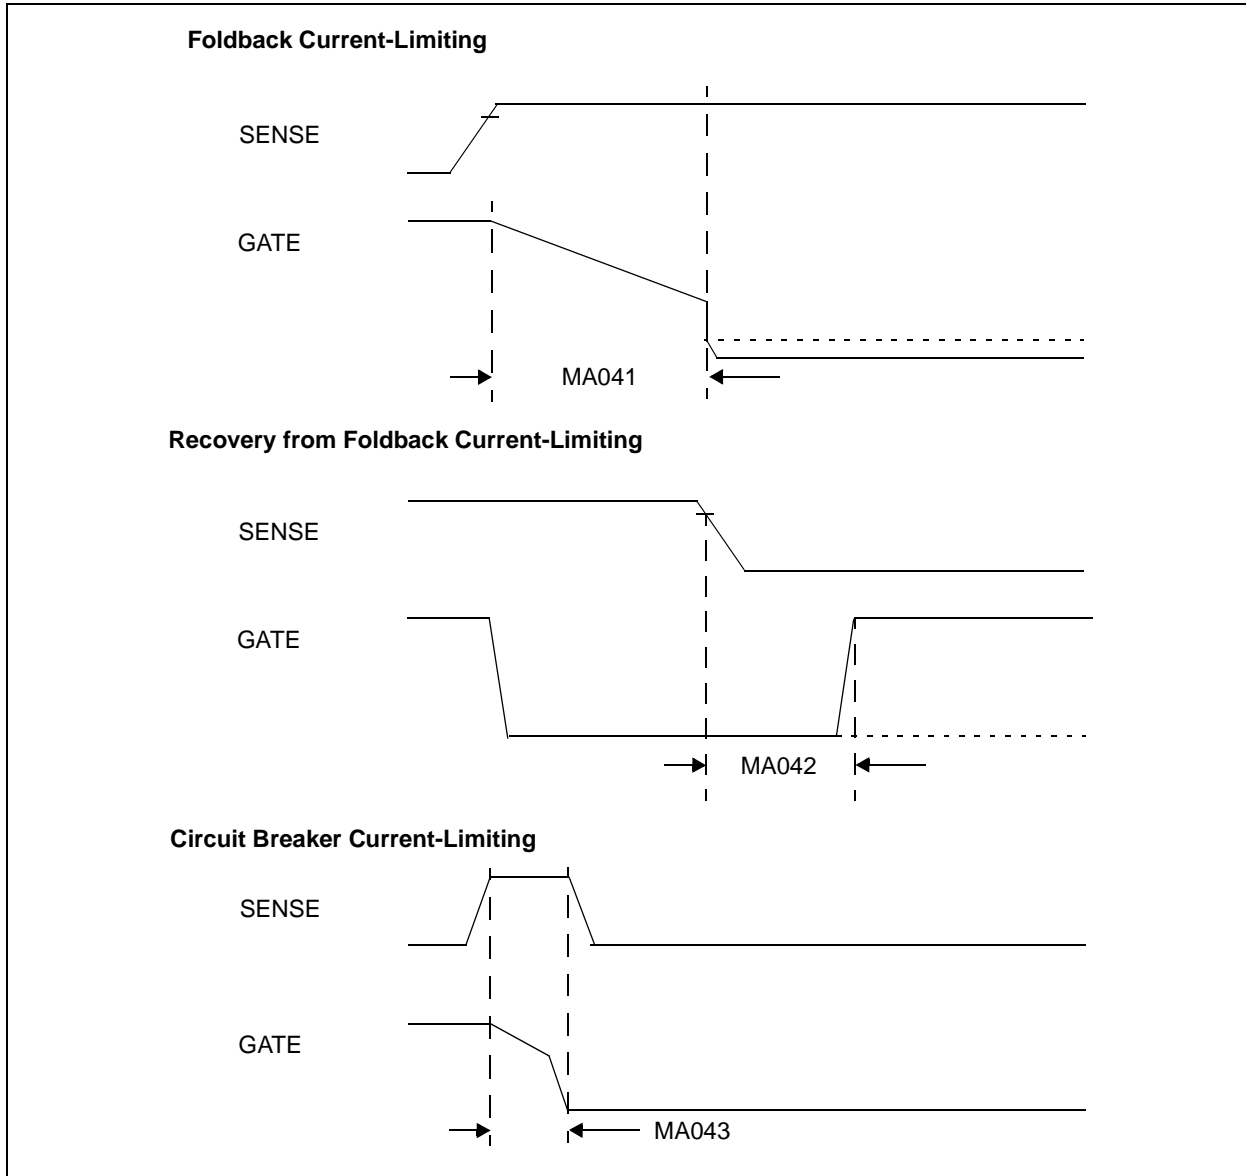 Foldback Current-Limiting
SENSE
GATE
MA041
Recovery from Foldback Current-Limiting
SENSE
GATE
MA042
Circuit Breaker Current-Limiting
SENSE
GATE
MA043